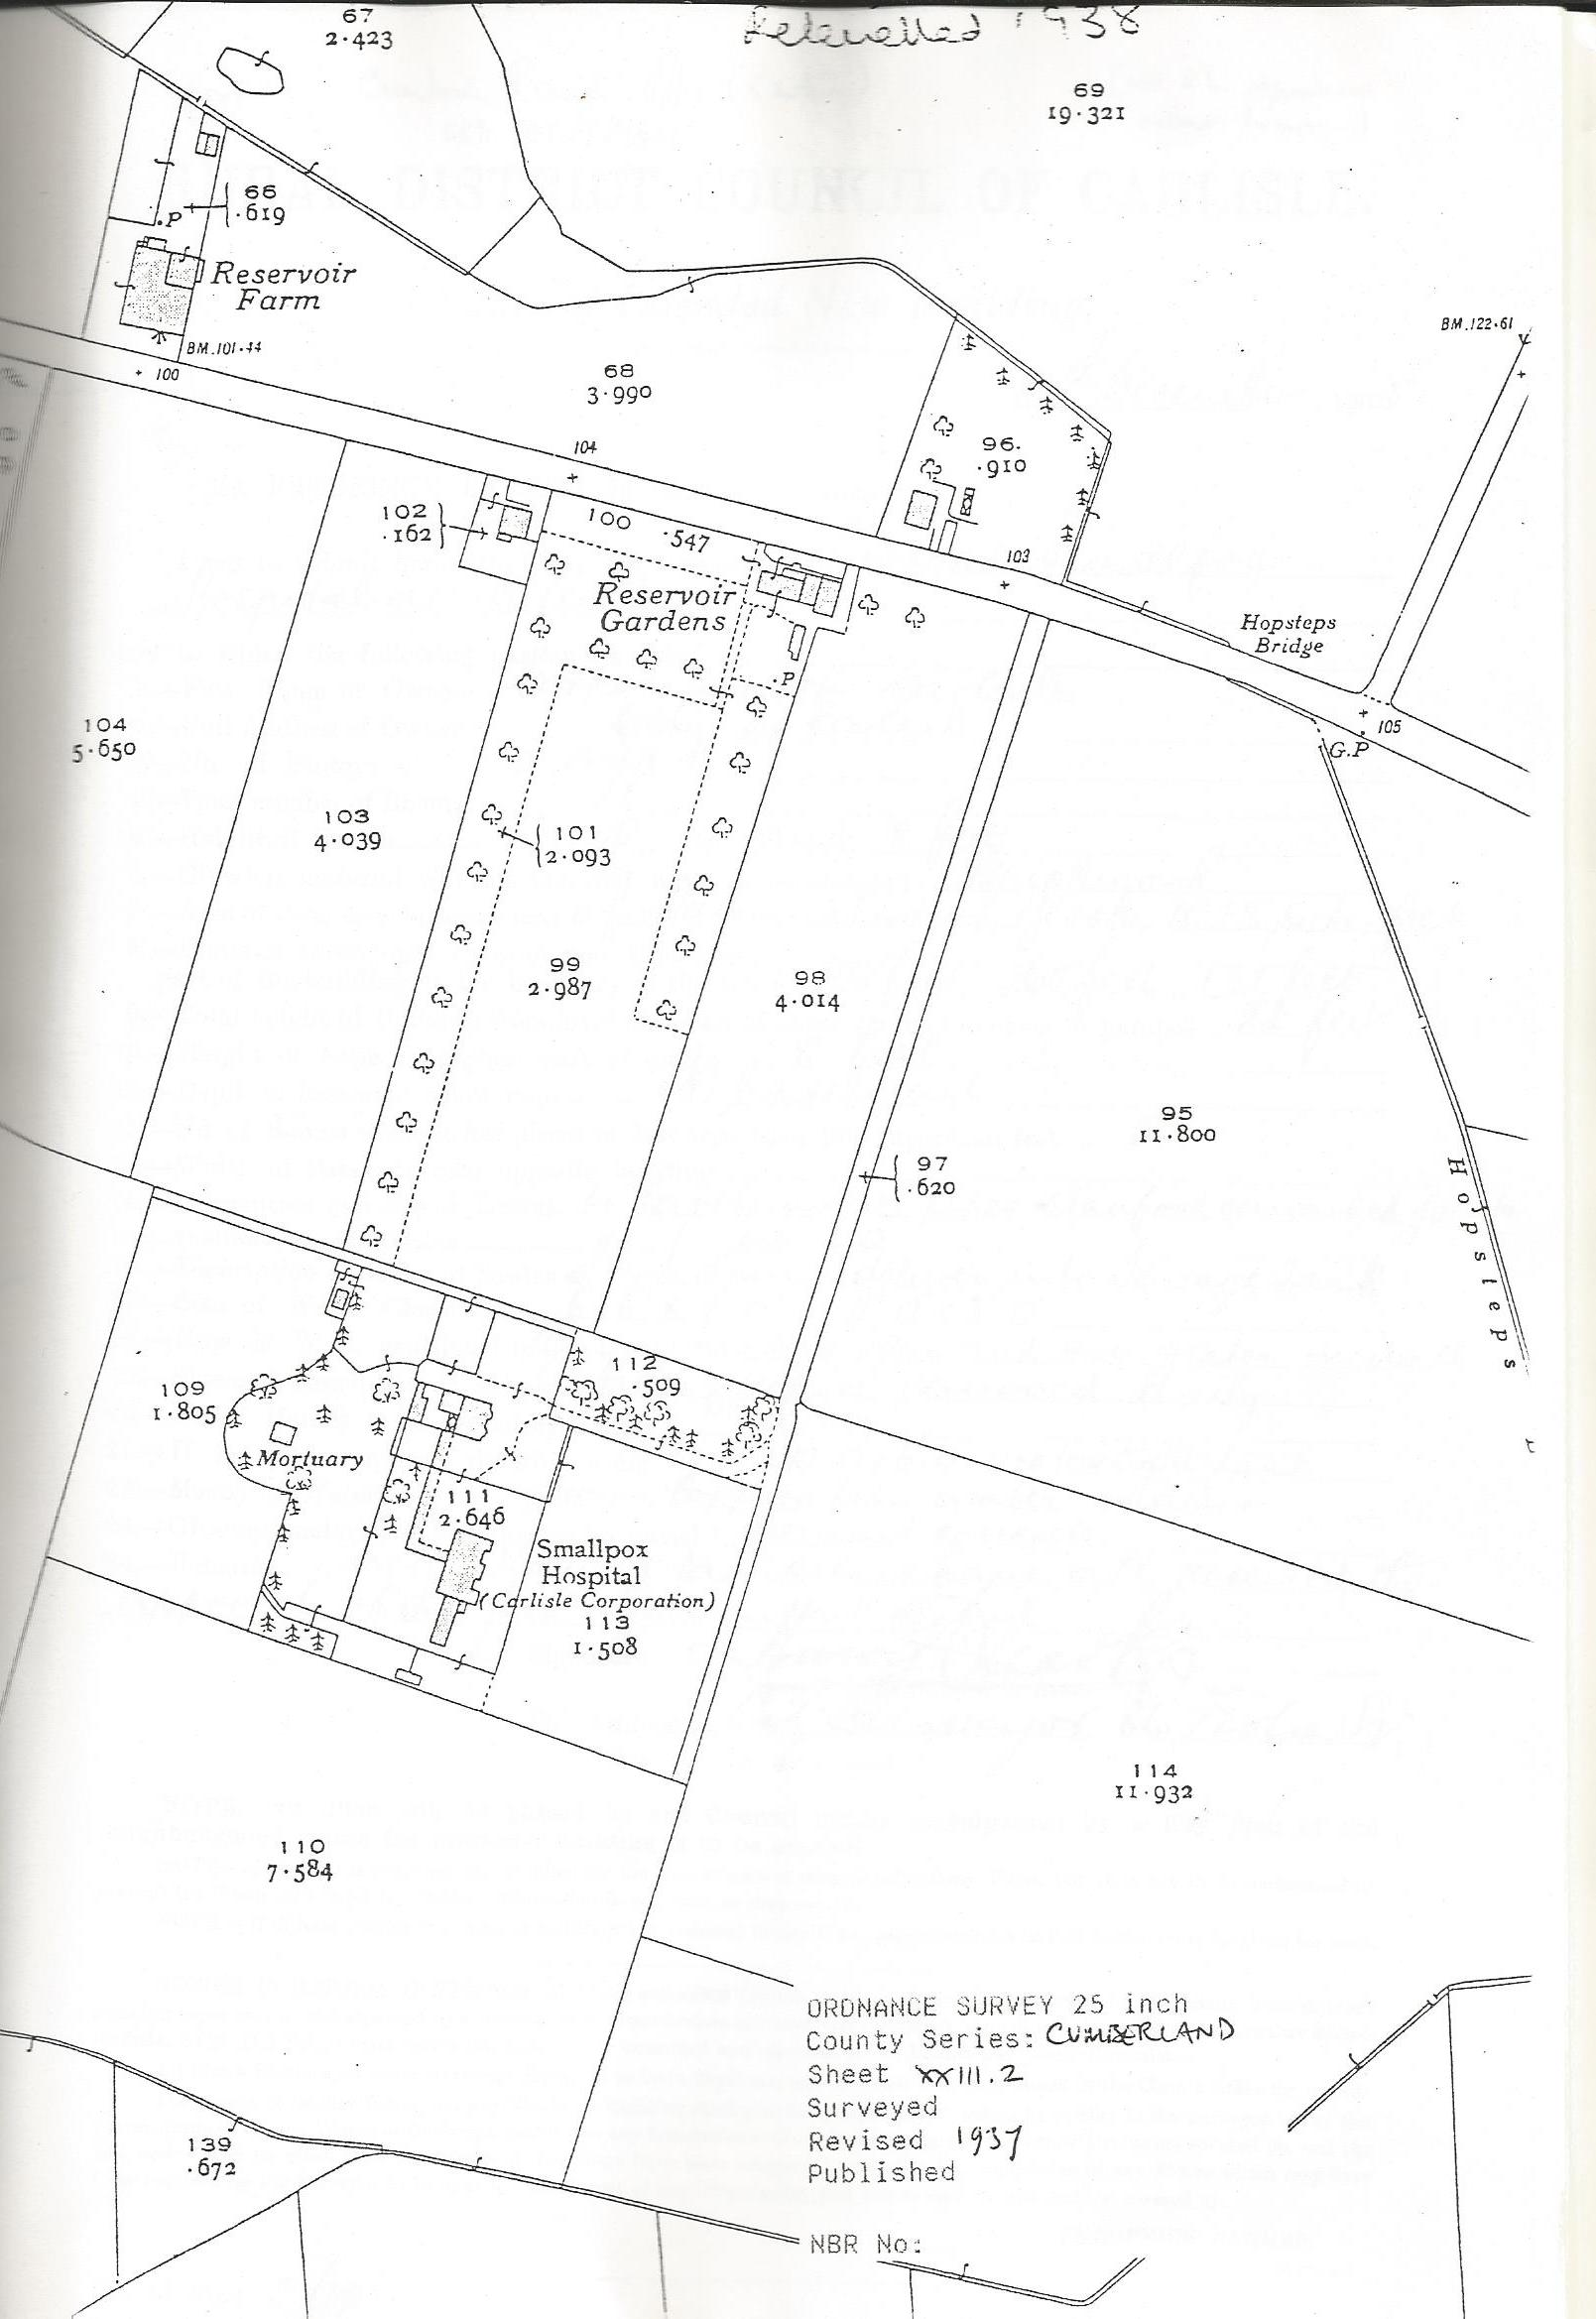 67
2·423
Relevelled 1938
69
19·321
66
·619
P
Reservoir
Farm
BM.101·44
100
BM.122·61
68
3·990
104
96.
·910
102
·162
100
·547
103
Reservoir
Gardens
P
Hopsteps
Bridge
105
G.P
104
5·650
103
4·039
101
2·093
99
2·987
98
4·014
95
11·800
97
·620
Hopsteps
112
·509
109
1·805
Mortuary
111
2·646
Smallpox
Hospital
(Carlisle Corporation)
113
1·508
114
11·932
110
7·584
139
·672
ORDNANCE SURVEY 25 inch
County Series: CUMBERLAND
Sheet XXIII.2
Surveyed
Revised 1937
Published
NBR No: